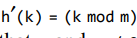 h′(k) = (k mod m)